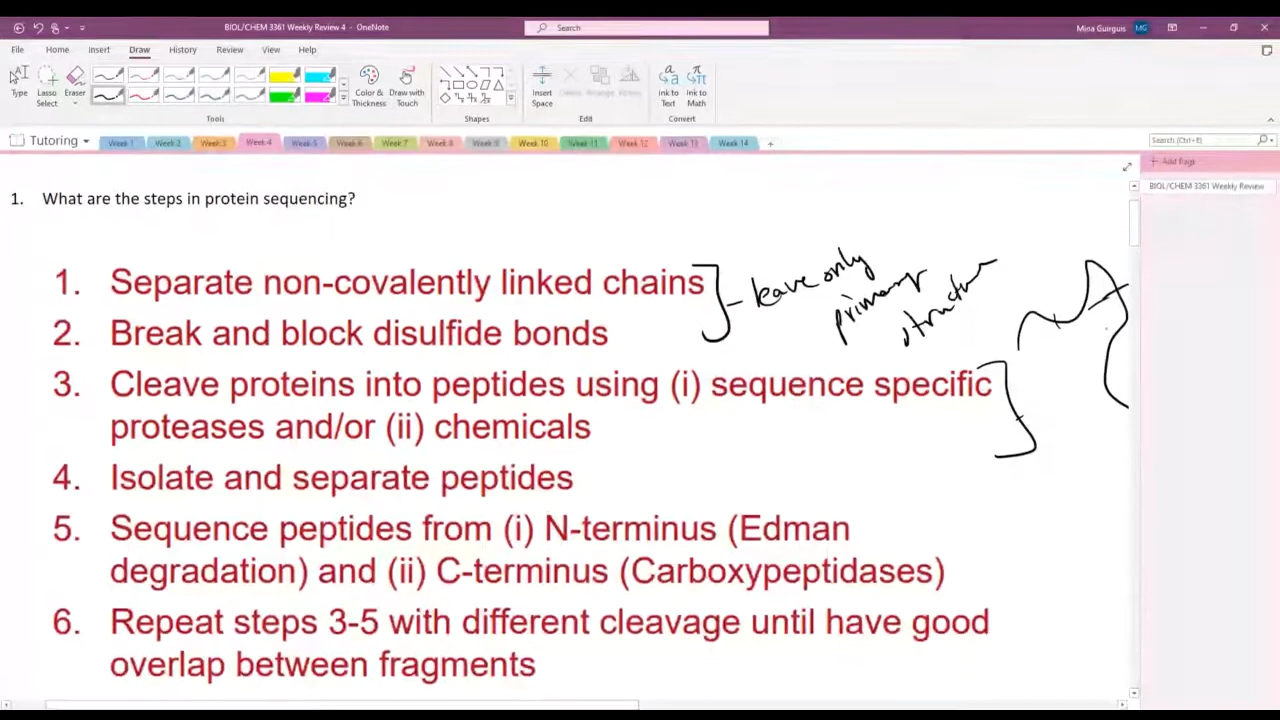 BIOL/CHEM 3361 Weekly Review 4 - OneNote
Search
Mina Guirguis
MG
File Home Insert Draw History Review View Help
Type
Lasso Select
Eraser
Color & Thickness
Draw with Touch
Insert Space
Delete
Arrange
Rotate
Ink to Text
Ink to Math
Tools
Shapes
Edit
Convert
Tutoring
Week 1 Week 2 Week 3 Week 4 Week 5 Week 6 Week 7 Week 8 Week 9 Week 10 Week 11 Week 12 Week 13 Week 14
Search (Ctrl+E)
Add Page
BIOL/CHEM 3361 Weekly Review
1. What are the steps in protein sequencing?
1. Separate non-covalently linked chains
2. Break and block disulfide bonds
leave only
primary
structure
3. Cleave proteins into peptides using (i) sequence specific
proteases and/or (ii) chemicals
4. Isolate and separate peptides
5. Sequence peptides from (i) N-terminus (Edman
degradation) and (ii) C-terminus (Carboxypeptidases)
6. Repeat steps 3-5 with different cleavage until have good
overlap between fragments